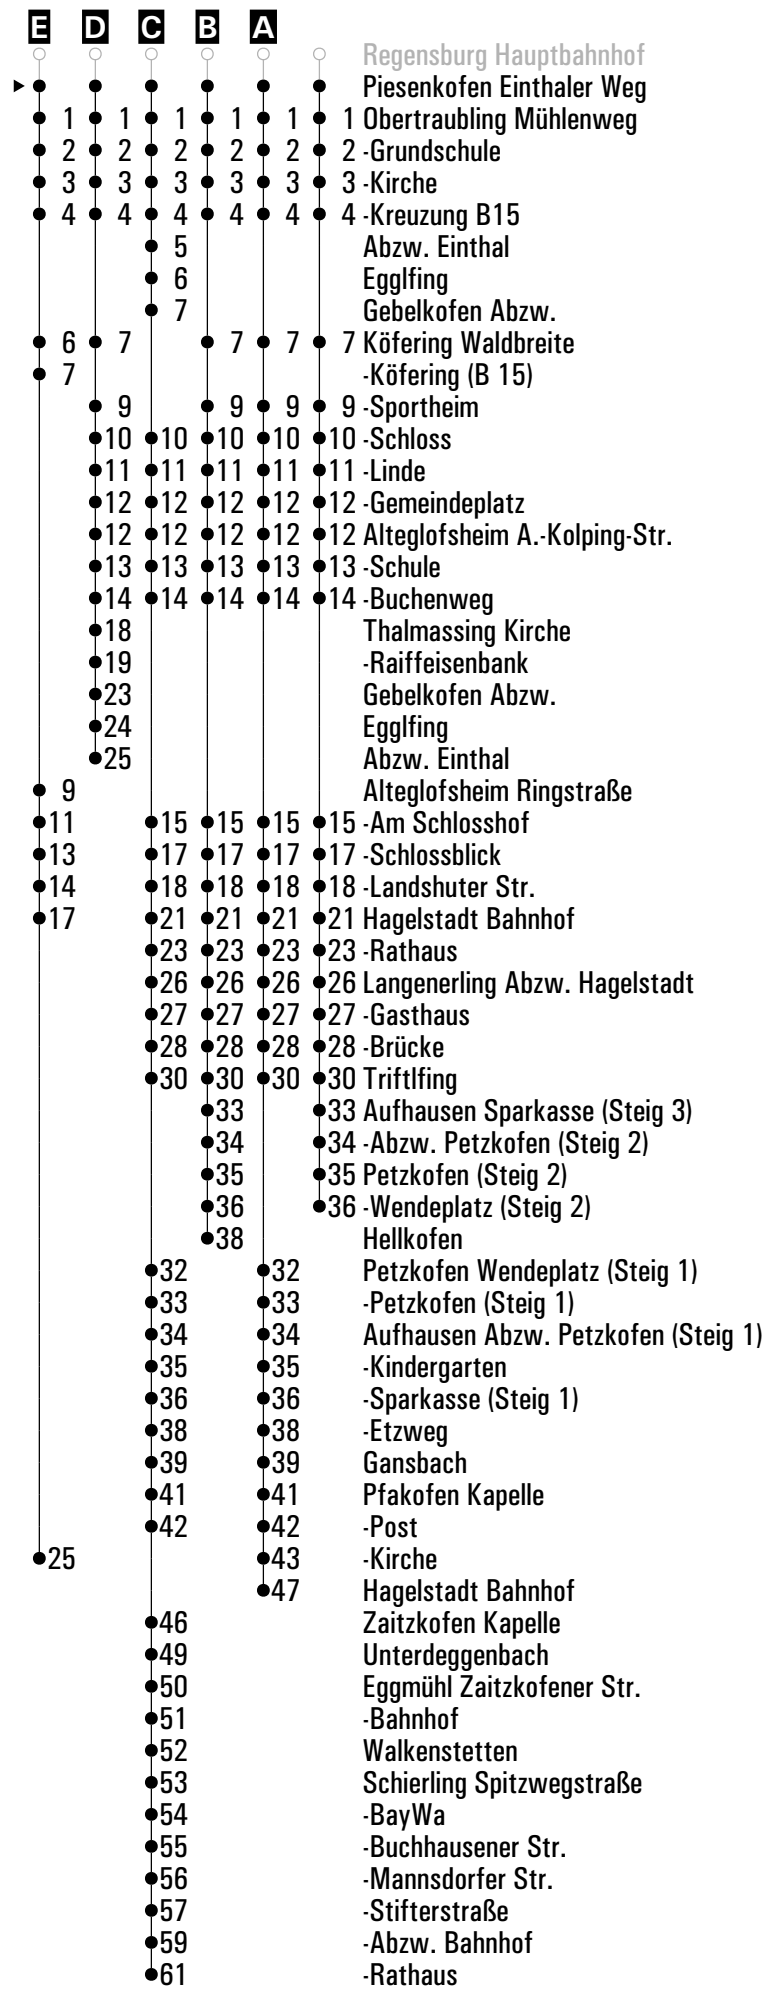 E D C B A
Regensburg Hauptbahnhof
Piesenkofen Einthaler Weg
1 1 1 1 1 1 Obertraubling Mühlenweg
2 2 2 2 2 2 -Grundschule
3 3 3 3 3 3 -Kirche
4 4 4 4 4 4 -Kreuzung B15
5 Abzw. Einthal
6 Egglfing
7 Gebelkofen Abzw.
6 7 7 7 7 Köfering Waldbreite
7 -Köfering (B 15)
9 9 9 9 -Sportheim
10 10 10 10 10 -Schloss
11 11 11 11 11 -Linde
12 12 12 12 12 -Gemeindeplatz
12 12 12 12 12 Alteglofsheim A.-Kolping-Str.
13 13 13 13 13 -Schule
14 14 14 14 14 -Buchenweg
18 Thalmassing Kirche
19 -Raiffeisenbank
23 Gebelkofen Abzw.
24 Egglfing
25 Abzw. Einthal
9 Alteglofsheim Ringstraße
11 15 15 15 15 -Am Schlosshof
13 17 17 17 17 -Schlossblick
14 18 18 18 18 -Landshuter Str.
17 21 21 21 21 Hagelstadt Bahnhof
23 23 23 23 -Rathaus
26 26 26 26 Langenerling Abzw. Hagelstadt
27 27 27 27 -Gasthaus
28 28 28 28 -Brücke
30 30 30 30 Triftlfing
33 33 Aufhausen Sparkasse (Steig 3)
34 34 -Abzw. Petzkofen (Steig 2)
35 35 Petzkofen (Steig 2)
36 36 -Wendeplatz (Steig 2)
38 Hellkofen
32 32 Petzkofen Wendeplatz (Steig 1)
33 33 -Petzkofen (Steig 1)
34 34 Aufhausen Abzw. Petzkofen (Steig 1)
35 35 -Kindergarten
36 36 -Sparkasse (Steig 1)
38 38 -Etzweg
39 39 Gansbach
41 41 Pfakofen Kapelle
42 42 -Post
25 43 -Kirche
47 Hagelstadt Bahnhof
46 Zaitzkofen Kapelle
49 Unterdeggenbach
50 Eggmühl Zaitzkofener Str.
51 -Bahnhof
52 Walkenstetten
53 Schierling Spitzwegstraße
54 -BayWa
55 -Buchhausener Str.
56 -Mannsdorfer Str.
57 -Stifterstraße
59 -Abzw. Bahnhof
61 -Rathaus